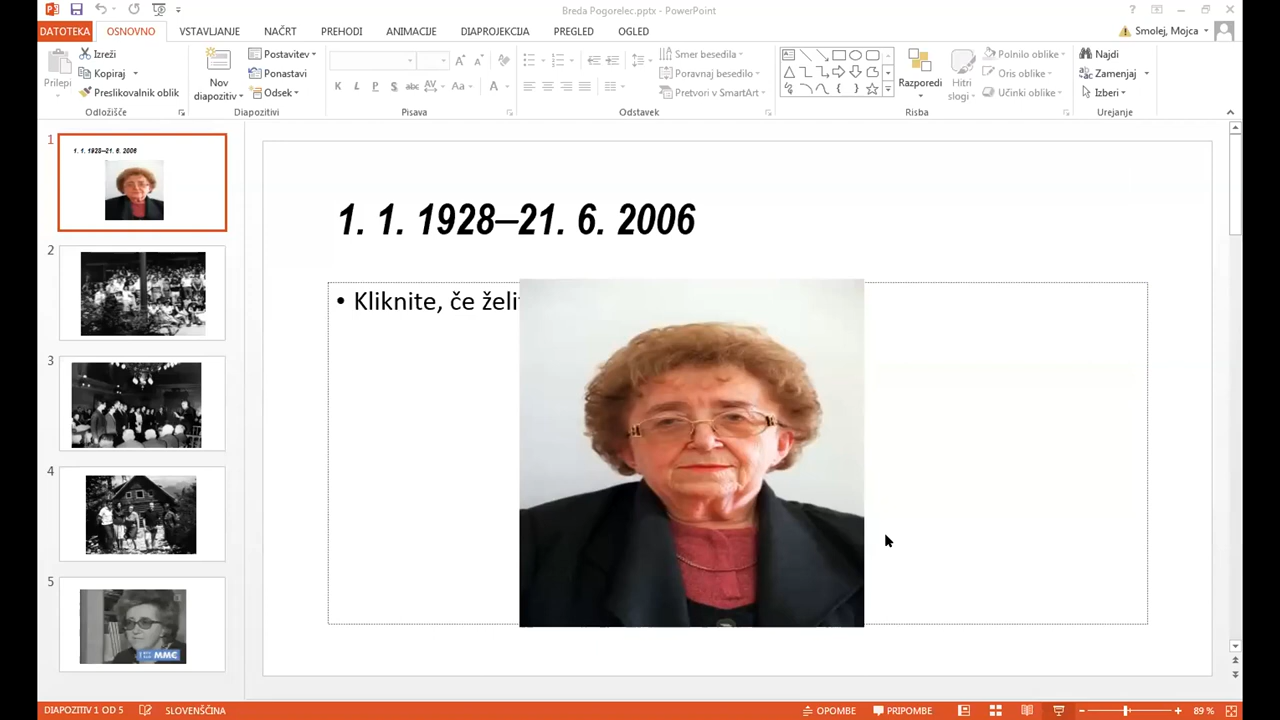 Breda Pogorelec.pptx - PowerPoint
DATOTEKA OSNOVNO VSTAVLJANJE NAČRT PREHODI ANIMACIJE DIAPROJEKCIJA PREGLED OGLED Smolej, Mojca
Prilepi
Izreži
Kopiraj
Preslikovalnik oblik
Odložišče
Nov diapozitiv
Postavitev
Ponastavi
Odsek
Diapozitivi
K L P S abc AV Aa A
Pisava
Smer besedila
Poravnaj besedilo
Pretvori v SmartArt
Odstavek
Razporedi
Hitri slogi
Polnilo oblike
Oris oblike
Učinki oblike
Risba
Najdi
Zamenjaj
Izberi
Urejanje
1
1. 1. 1928–21. 6. 2006
2
3
4
5
MMC
1. 1. 1928–21. 6. 2006
• Kliknite, če želi
DIAPOZITIV 1 OD 5 SLOVENŠČINA OPOMBE PRIPOMBE 89 %